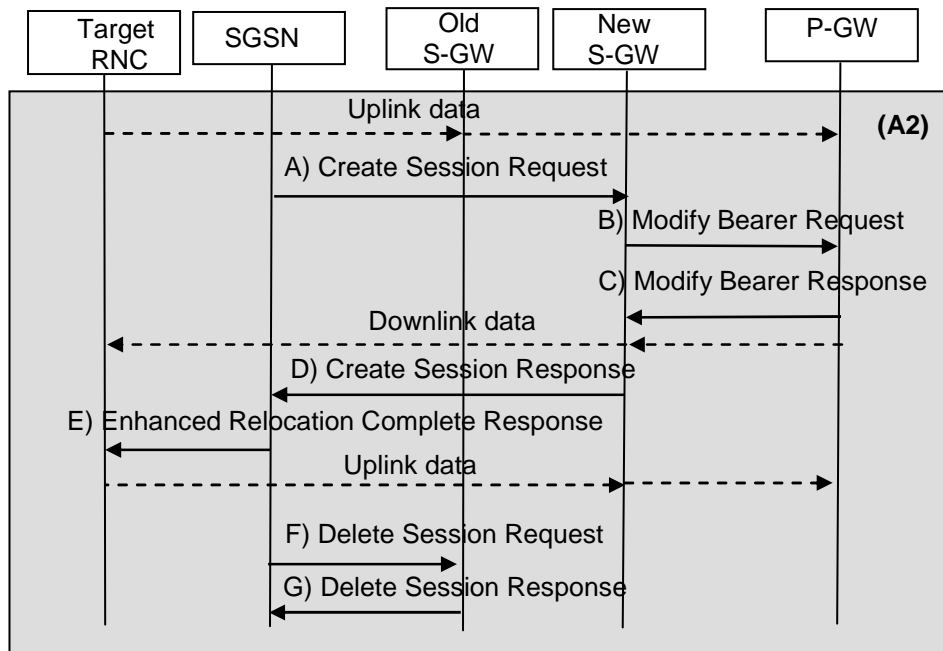 Target
RNC
SGSN
Old
S-GW
New
S-GW
P-GW
Uplink data
(A2)
A) Create Session Request
B) Modify Bearer Request
C) Modify Bearer Response
Downlink data
D) Create Session Response
E) Enhanced Relocation Complete Response
Uplink data
F) Delete Session Request
G) Delete Session Response